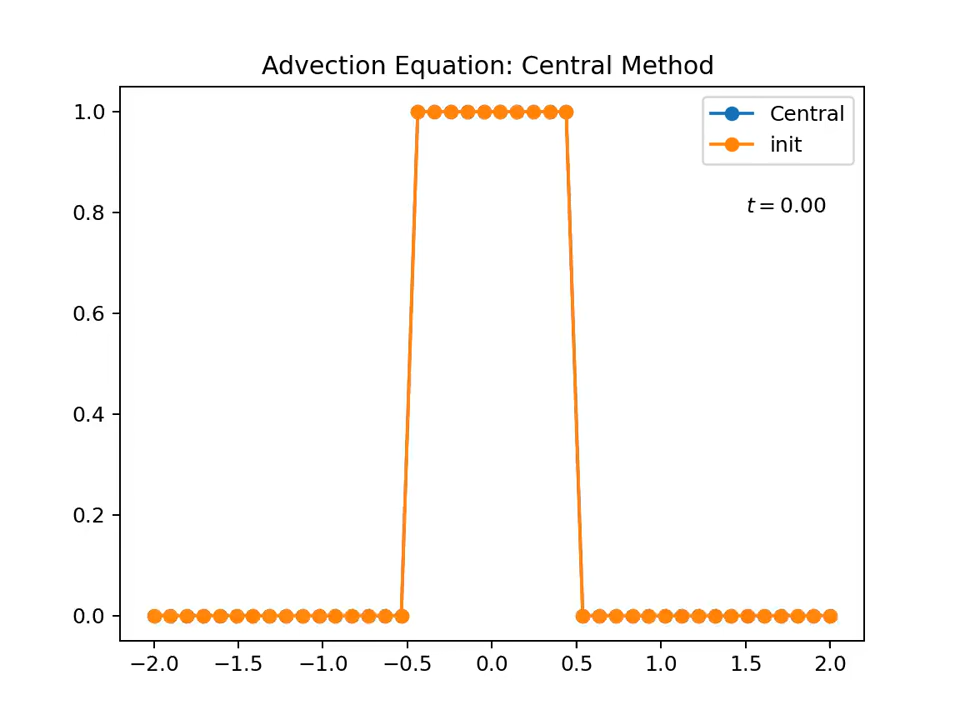 Advection Equation: Central Method
Central
init
t = 0.00
1.0
0.8
0.6
0.4
0.2
0.0
−2.0 −1.5 −1.0 −0.5 0.0 0.5 1.0 1.5 2.0